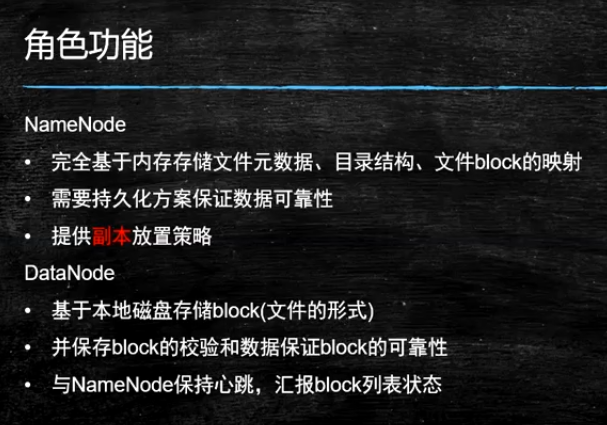 角色功能
NameNode
• 完全基于内存存储文件元数据、目录结构、文件block的映射
• 需要持久化方案保证数据可靠性
• 提供副本放置策略
DataNode
• 基于本地磁盘存储block(文件的形式)
• 并保存block的校验和数据保证block的可靠性
• 与NameNode保持心跳，汇报block列表状态